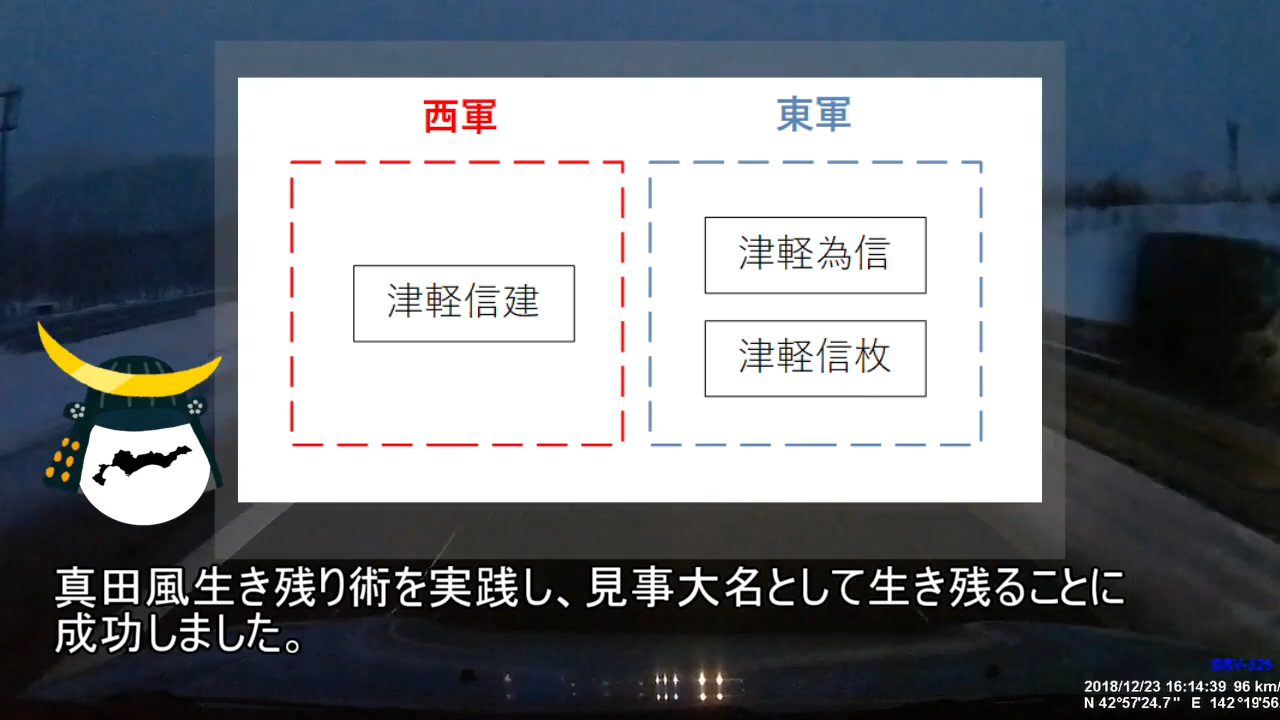 西軍
東軍
津軽信建
津軽為信
津軽信枚
真田風生き残り術を実践し、見事大名として生き残ることに
成功しました。
2018/12/23 16:14:39 96 km/
N 42°57'24.7" E 142°19'56